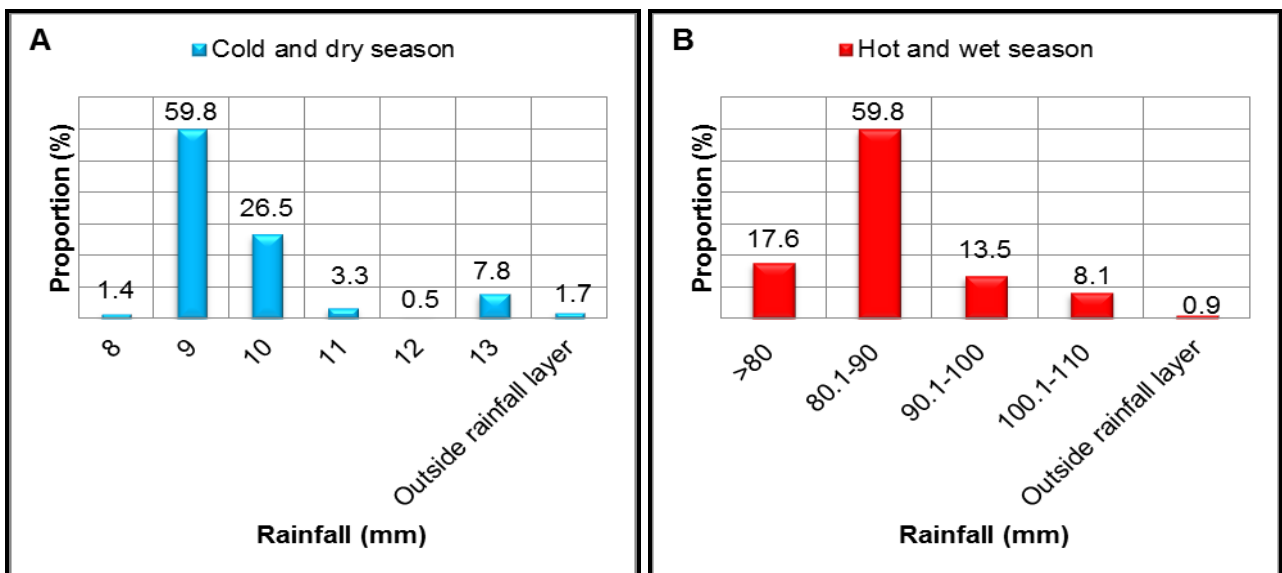 A
Cold and dry season
Proportion (%)
59.8
26.5
7.8
3.3
1.4
0.5
1.7
8
9
10
11
12
13
Outside rainfall layer
Rainfall (mm)
B
Hot and wet season
Proportion (%)
59.8
17.6
13.5
8.1
0.9
>80
80.1-90
90.1-100
100.1-110
Outside rainfall layer
Rainfall (mm)